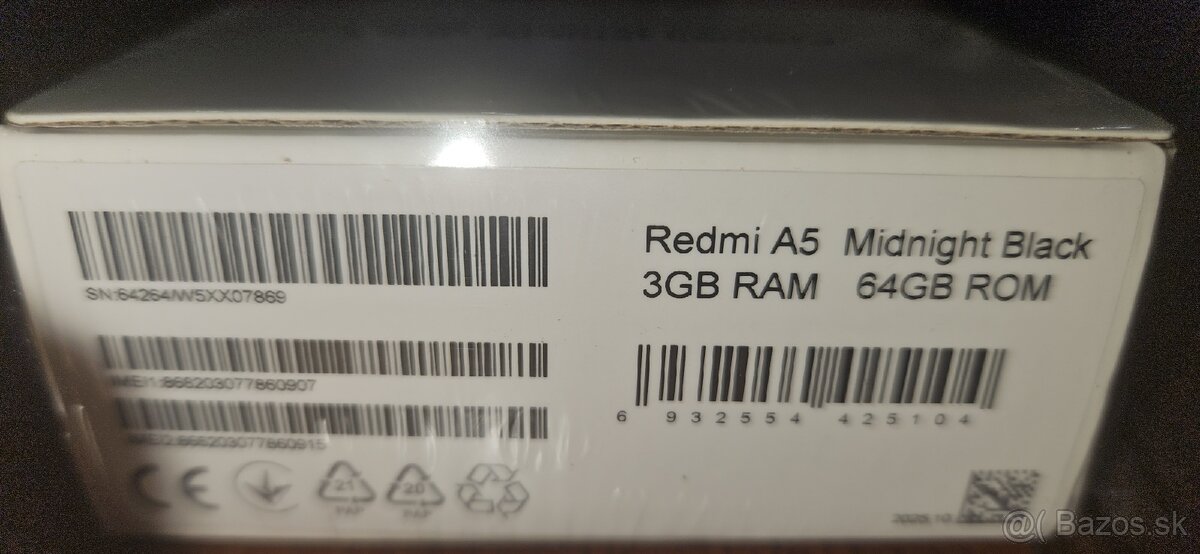 Redmi A5 Midnight Black
3GB RAM 64GB ROM
SN:64264/W5XX07869
IMEI1:866203077860907
IMEI2:866203077860915
6 932554 425104
CE
21
PAP
20
PAP
@( Bazos.sk